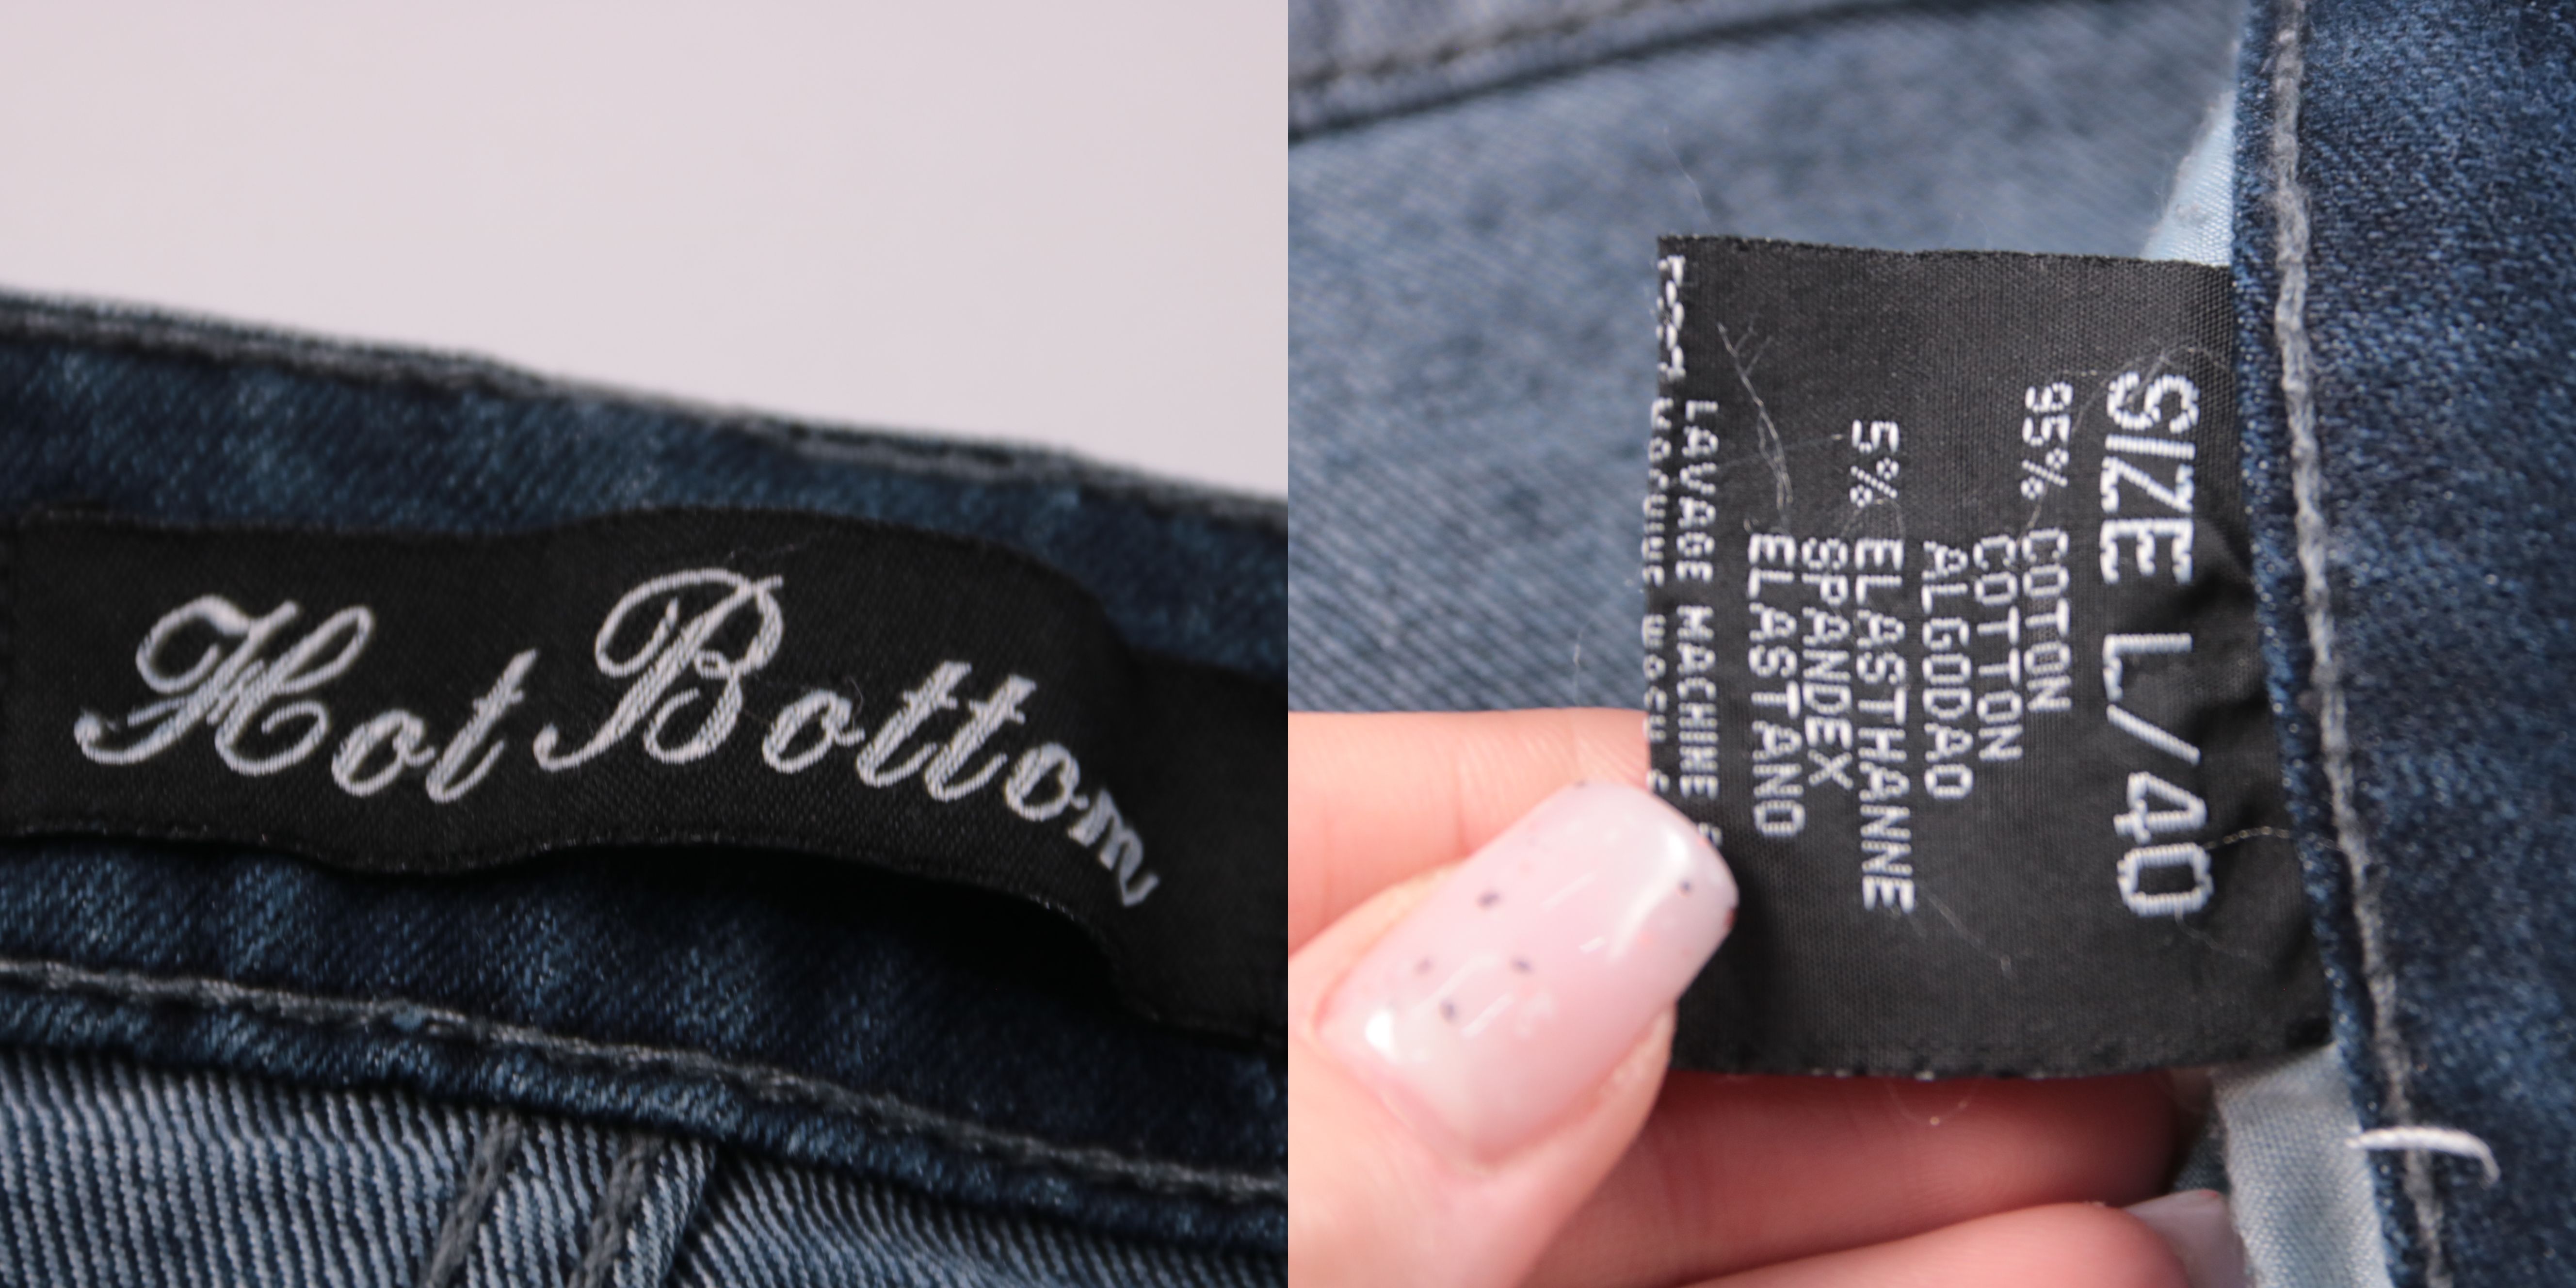 Hot Bottom
SIZE L/40
95% COTON
COTTON
ALGODAO
5% ELASTHANNE
SPANDEX
ELASTANO
LAVAGE MACHINE